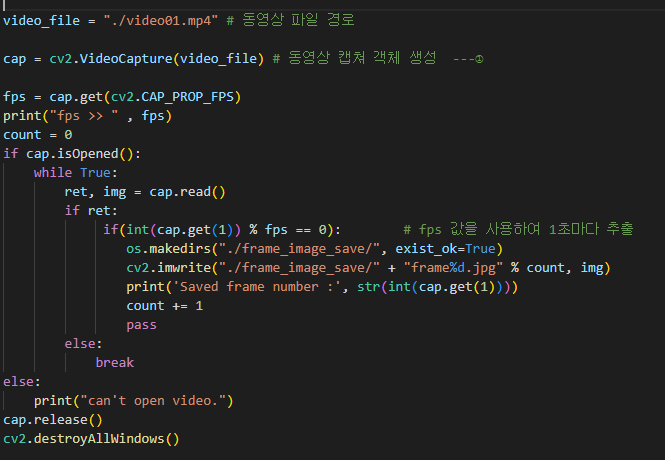 video_file = "./video01.mp4" # 동영상 파일 경로
cap = cv2.VideoCapture(video_file) # 동영상 캡쳐 객체 생성  ---①
fps = cap.get(cv2.CAP_PROP_FPS)
print("fps >> " , fps)
count = 0
if cap.isOpened():
    while True:
        ret, img = cap.read()
        if ret:
             if(int(cap.get(1)) % fps == 0):        # fps 값을 사용하여 1초마다 추출
                os.makedirs("./frame_image_save/", exist_ok=True)
                cv2.imwrite("./frame_image_save/" + "frame%d.jpg" % count, img)
                print('Saved frame number :', str(int(cap.get(1))))
                count += 1
                pass
        else:
            break
else:
    print("can't open video.")
cap.release()
cv2.destroyAllWindows()